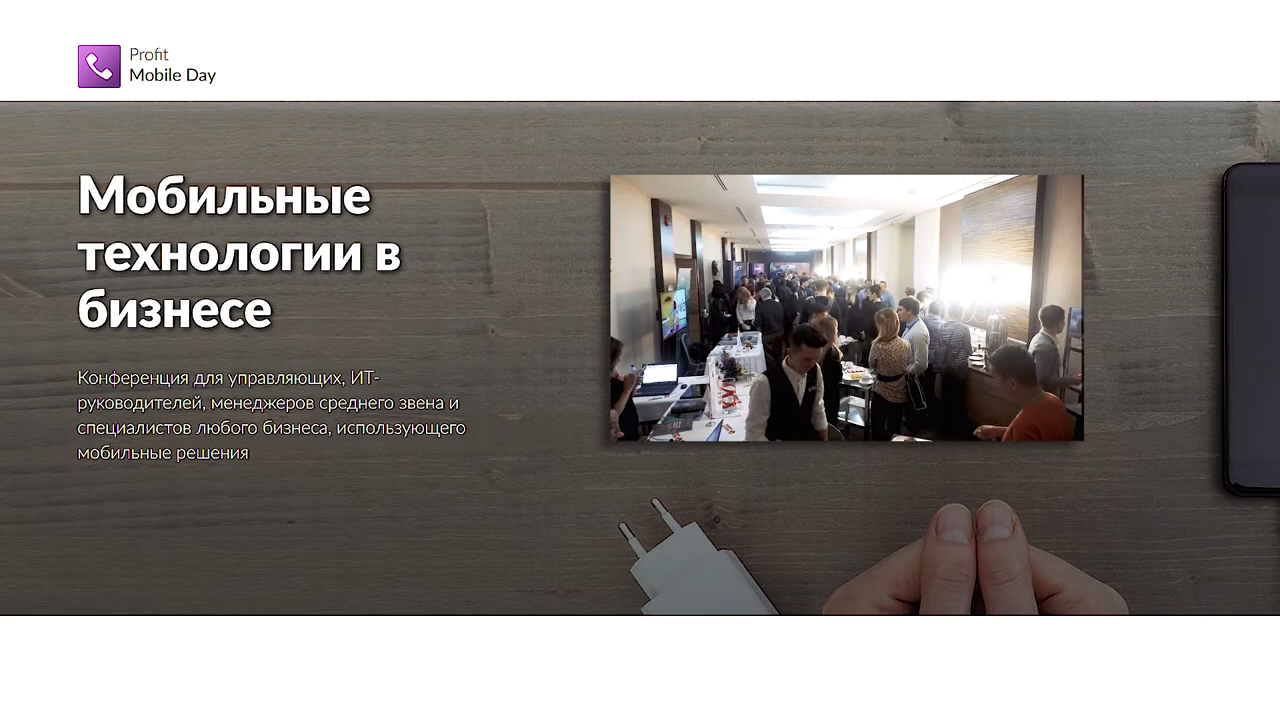 Profit
Mobile Day
Мобильные
технологии в
бизнесе
Конференция для управляющих, ИТ-
руководителей, менеджеров среднего звена и
специалистов любого бизнеса, использующего
мобильные решения